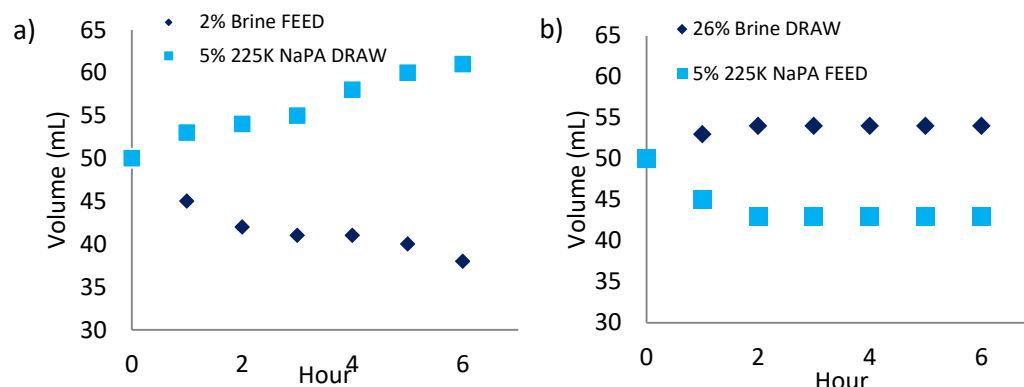 a)
2% Brine FEED
5% 225K NaPA DRAW
Volume (mL)
65
60
55
50
45
40
35
30
0 2 4 6
Hour
b)
26% Brine DRAW
5% 225K NaPA FEED
Volume (mL)
65
60
55
50
45
40
35
30
0 2 4 6
Hour